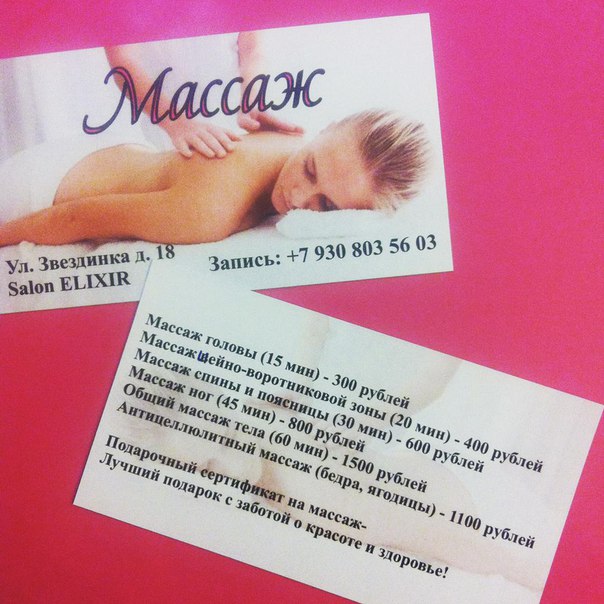 Массаж
Ул. Звездинка д. 18
Salon ELIXIR
Запись: +7 930 803 56 03
Массаж головы (15 мин) - 300 рублей
Массаж шейно-воротниковой зоны (20 мин) - 400 рублей
Массаж спины и поясницы (30 мин) - 600 рублей
Массаж ног (45 мин) - 800 рублей
Общий массаж тела (60 мин) - 1500 рублей
Антицеллюлитный массаж (бедра, ягодицы) - 1100 рублей
Подарочный сертификат на массаж-
Лучший подарок с заботой о красоте и здоровье!